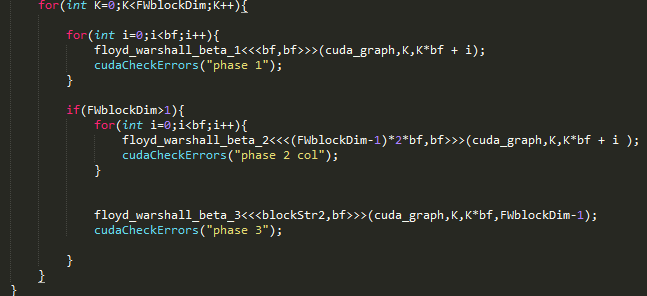 for(int K=0;K<FWblockDim;K++){
for(int i=0;i<bf;i++){
floyd_warshall_beta_1<<<bf,bf>>>(cuda_graph,K,K*bf + i);
cudaCheckErrors("phase 1");
}
if(FWblockDim>1){
for(int i=0;i<bf;i++){
floyd_warshall_beta_2<<<(FWblockDim-1)*2*bf,bf>>>(cuda_graph,K,K*bf + i );
cudaCheckErrors("phase 2 col");
}
floyd_warshall_beta_3<<<blockStr2,bf>>>(cuda_graph,K,K*bf,FWblockDim-1);
cudaCheckErrors("phase 3");
}
}
}